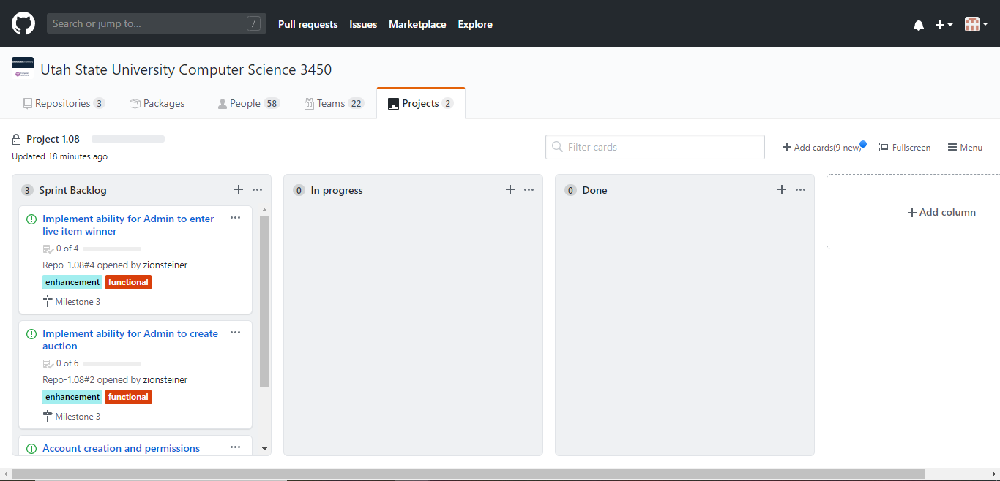 Search or jump to...
/
Pull requests
Issues
Marketplace
Explore
Utah State University Computer Science 3450
Repositories 3
Packages
People 58
Teams 22
Projects 2
Project 1.08
Updated 18 minutes ago
Filter cards
Add cards(9 new)
Fullscreen
Menu
3 Sprint Backlog
Implement ability for Admin to enter
live item winner
0 of 4
Repo-1.08#4 opened by zionsteiner
enhancement functional
Milestone 3
Implement ability for Admin to create
auction
0 of 6
Repo-1.08#2 opened by zionsteiner
enhancement functional
Milestone 3
Account creation and permissions
0 In progress
0 Done
Add column